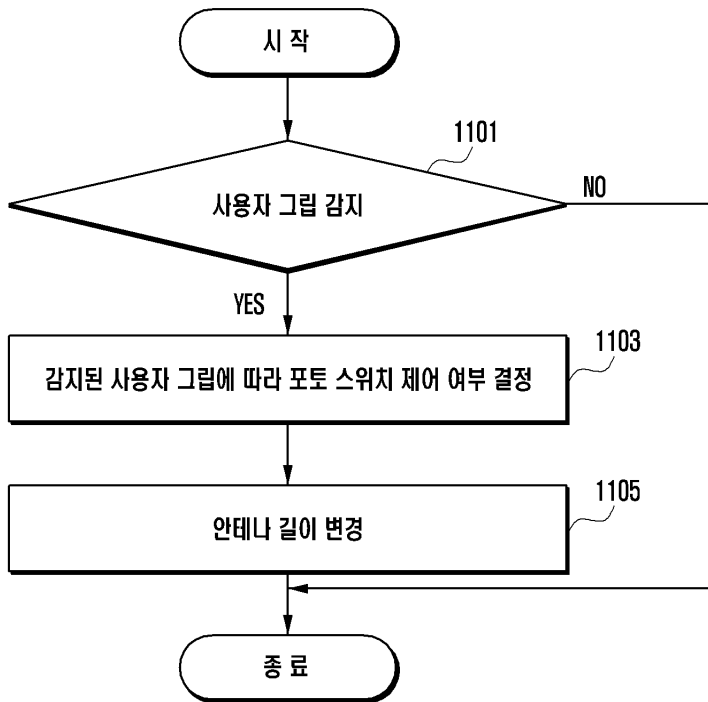 시 작
1101
사용자 그립 감지
NO
YES
1103
감지된 사용자 그립에 따라 포토 스위치 제어 여부 결정
1105
안테나 길이 변경
종 료